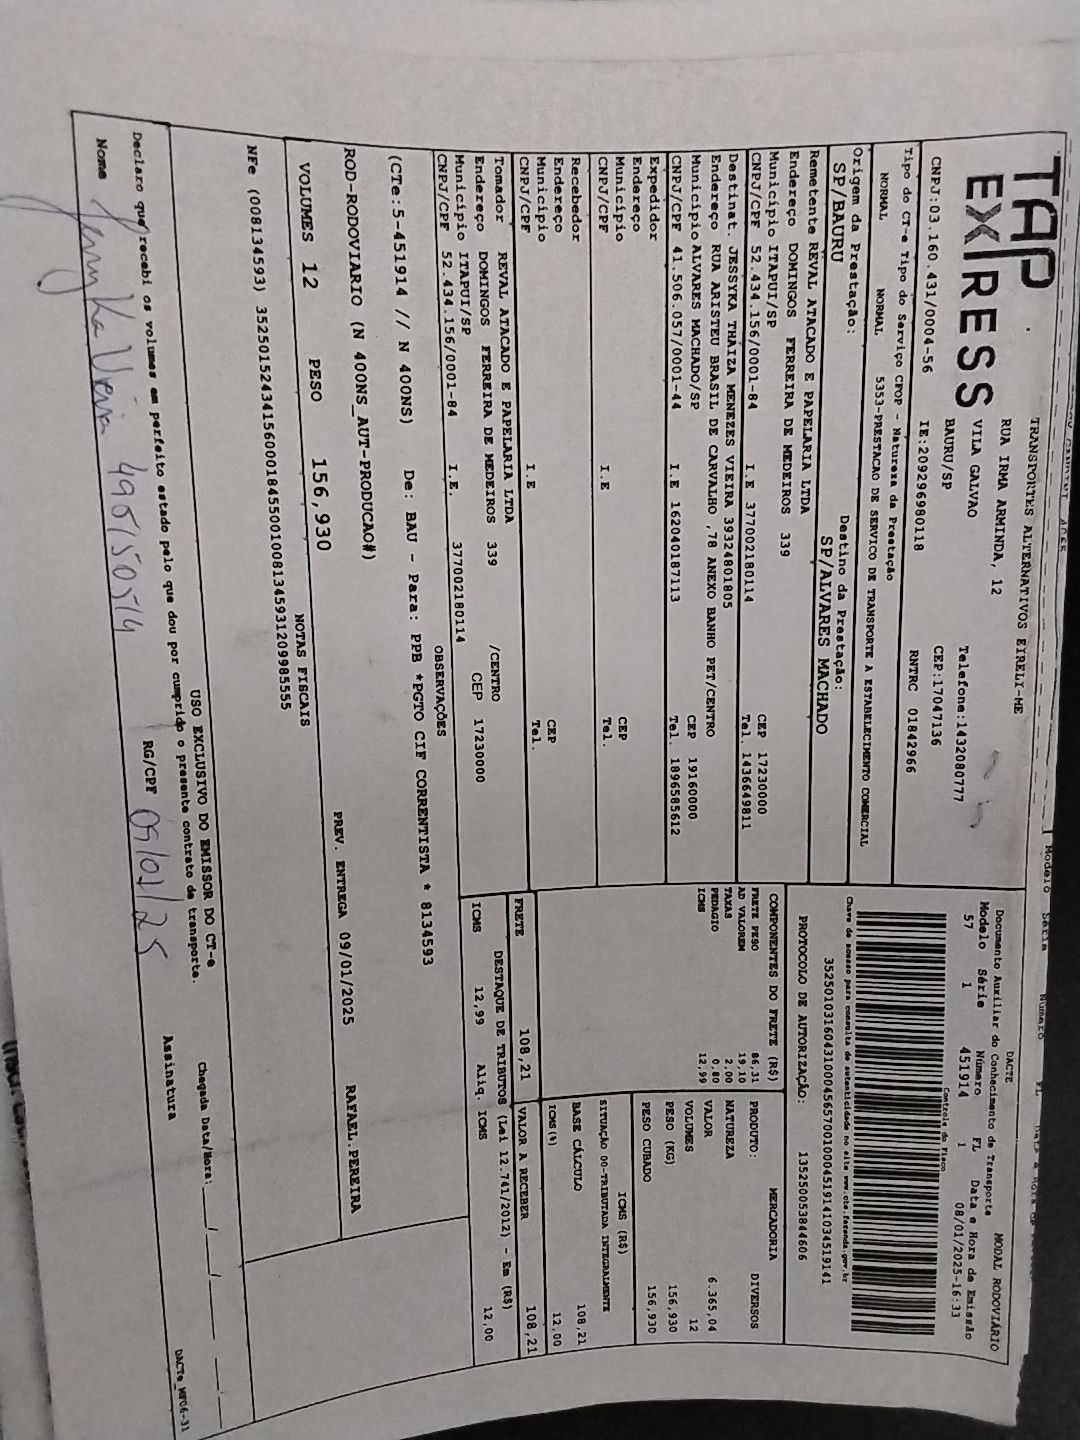 TAP EXPRESS
TRANSPORTES ALTERNATIVOS EIRELI-ME
RUA IRMA ARMINDA, 12
VILA GALVAO
Telefone:1432080777
BAURU/SP
CEP:17047136
CNPJ:03.160.431/0004-56 IE:209296980118 RNTRC 01842966
DACTE
MODAL RODOVIÁRIO
Documento Auxiliar do Conhecimento de Transporte
Modelo Série Número FL Data e Hora de Emissão
57 1 451914 1 08/01/2025-16:33
Controle do Fisco
Chave de acesso para consulta de autenticidade no site www.cte.fazenda.gov.br
PROTOCOLO DE AUTORIZAÇÃO: 135250053844606
Tipo do CT-e Tipo do Serviço CFOP - Natureza da Prestação
NORMAL NORMAL 5353-PRESTACAO DE SERVICO DE TRANSPORTE A ESTABELECIMENTO COMERCIAL
Origem da Prestação: Destino da Prestação:
SP/BAURU SP/ALVARES MACHADO
Remetente REVAL ATACADO E PAPELARIA LTDA
Endereço DOMINGOS FERREIRA DE MEDEIROS 339
Municipio ITAPUI/SP CEP 17230000
CNPJ/CPF 52.434.156/0001-84 I.E 377002180114 Tel. 1436649811
Destinat. JESSYKA THAIZA MENEZES VIEIRA 39324801805
Endereço RUA ARISTEU BRASIL DE CARVALHO ,78 ANEXO BANHO PET/CENTRO
Municipio ALVARES MACHADO/SP CEP 19160000
CNPJ/CPF 41.506.057/0001-44 I.E 162040187113 Tel. 18996585612
Expedidor
Endereço
Municipio CEP
CNPJ/CPF I.E Tel.
Recebedor
Endereço
Municipio CEP
CNPJ/CPF I.E Tel.
Tomador REVAL ATACADO E PAPELARIA LTDA
Endereço DOMINGOS FERREIRA DE MEDEIROS 339 /CENTRO
Municipio ITAPUI/SP CEP 17230000
CNPJ/CPF 52.434.156/0001-84 I.E. 377002180114
COMPONENTES DO FRETE (R$)
FRETE PESO 86,31
AD VALOREM 19,10
TAXAS 2,00
PEDAGIO 0,80
ICMS 12,99
MERCADORIA
PRODUTO: DIVERSOS
NATUREZA
VALOR 6.365,04
VOLUMES 12
PESO (KG) 156,930
PESO CUBADO 156,930
ICMS (R$)
SITUAÇÃO 00-TRIBUTADA INTEGRALMENTE
BASE CÁLCULO 108,21
ICMS(%) 12,00
FRETE 108,21 VALOR A RECEBER 108,21
DESTAQUE DE TRIBUTOS (Lei 12.741/2012) - Em (R$)
ICMS 12,99 Aliq. ICMS 12,00
OBSERVAÇÕES
(CTe:5-451914 // N 400NS) De: BAU - Para: PPB *PGTO CIF CORRENTISTA * 8134593
ROD-RODOVIARIO (N 400NS_AUT-PRODUCAO#)
PREV. ENTREGA 09/01/2025 RAFAEL.PEREIRA
VOLUMES 12 PESO 156,930
NOTAS FISCAIS
NFe (008134593) 35250152434156000184550010081345931209985555
USO EXCLUSIVO DO EMISSOR DO CT-e
Declaro que recebi os volumes em perfeito estado pelo que dou por cumprido o presente contrato de transporte.
Chegada Data/Hora: __/__/__ __:__
Nome RG/CPF 09/01/25 Assinatura
DACTe_MF06-31